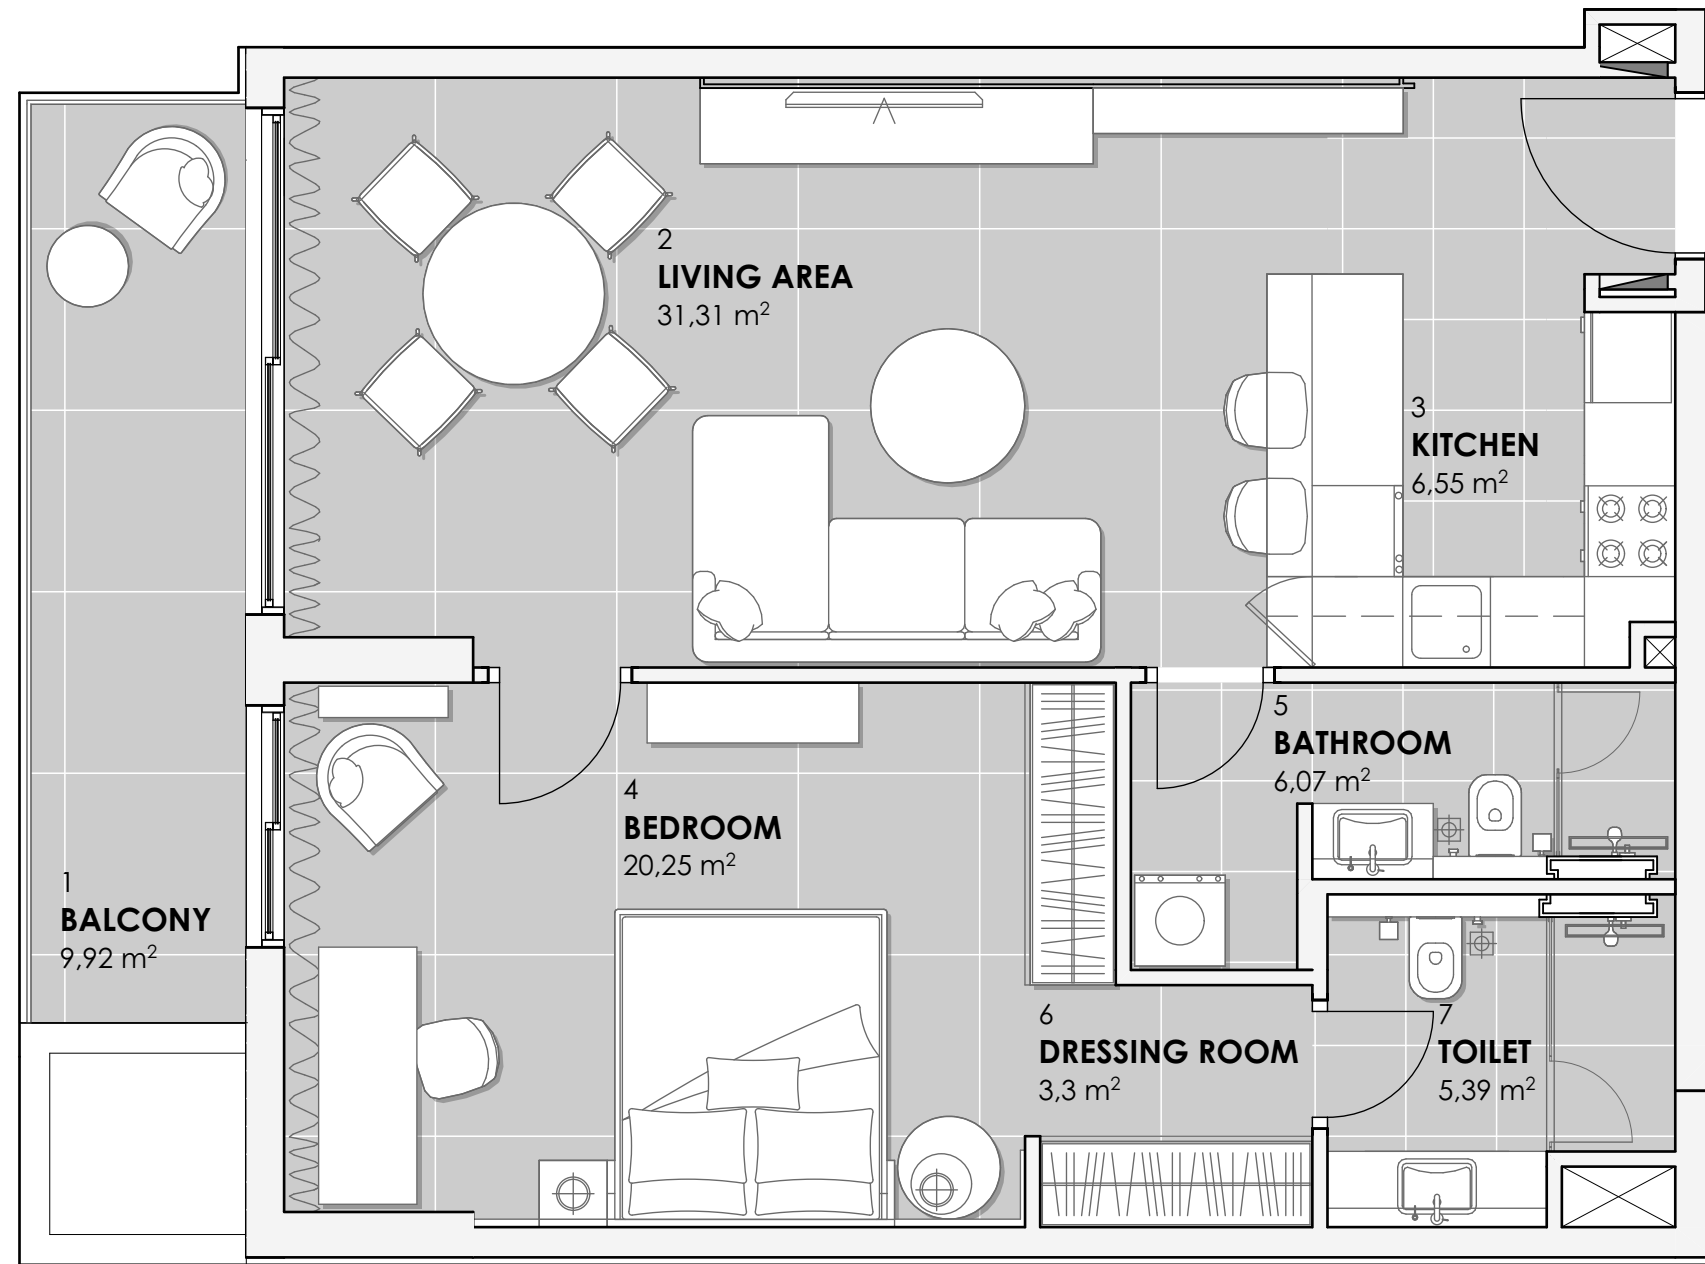 2
LIVING AREA
31,31 m²
3
KITCHEN
6,55 m²
5
BATHROOM
6,07 m²
4
BEDROOM
20,25 m²
1
BALCONY
9,92 m²
6
DRESSING ROOM
3,3 m²
7
TOILET
5,39 m²